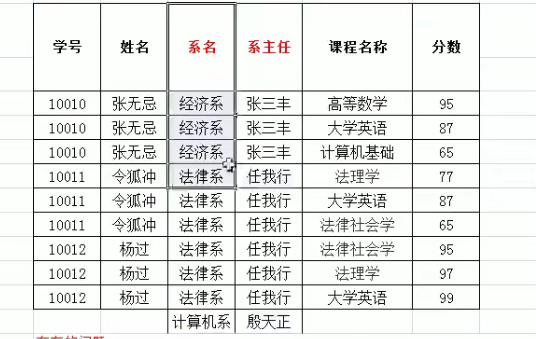 学号 姓名 系名 系主任 课程名称 分数
10010 张无忌 经济系 张三丰 高等数学 95
10010 张无忌 经济系 张三丰 大学英语 87
10010 张无忌 经济系 张三丰 计算机基础 65
10011 令狐冲 法律系 任我行 法理学 77
10011 令狐冲 法律系 任我行 大学英语 87
10011 令狐冲 法律系 任我行 法律社会学 65
10012 杨过 法律系 任我行 法律社会学 95
10012 杨过 法律系 任我行 法理学 97
10012 杨过 法律系 任我行 大学英语 99
计算机系 殷天正